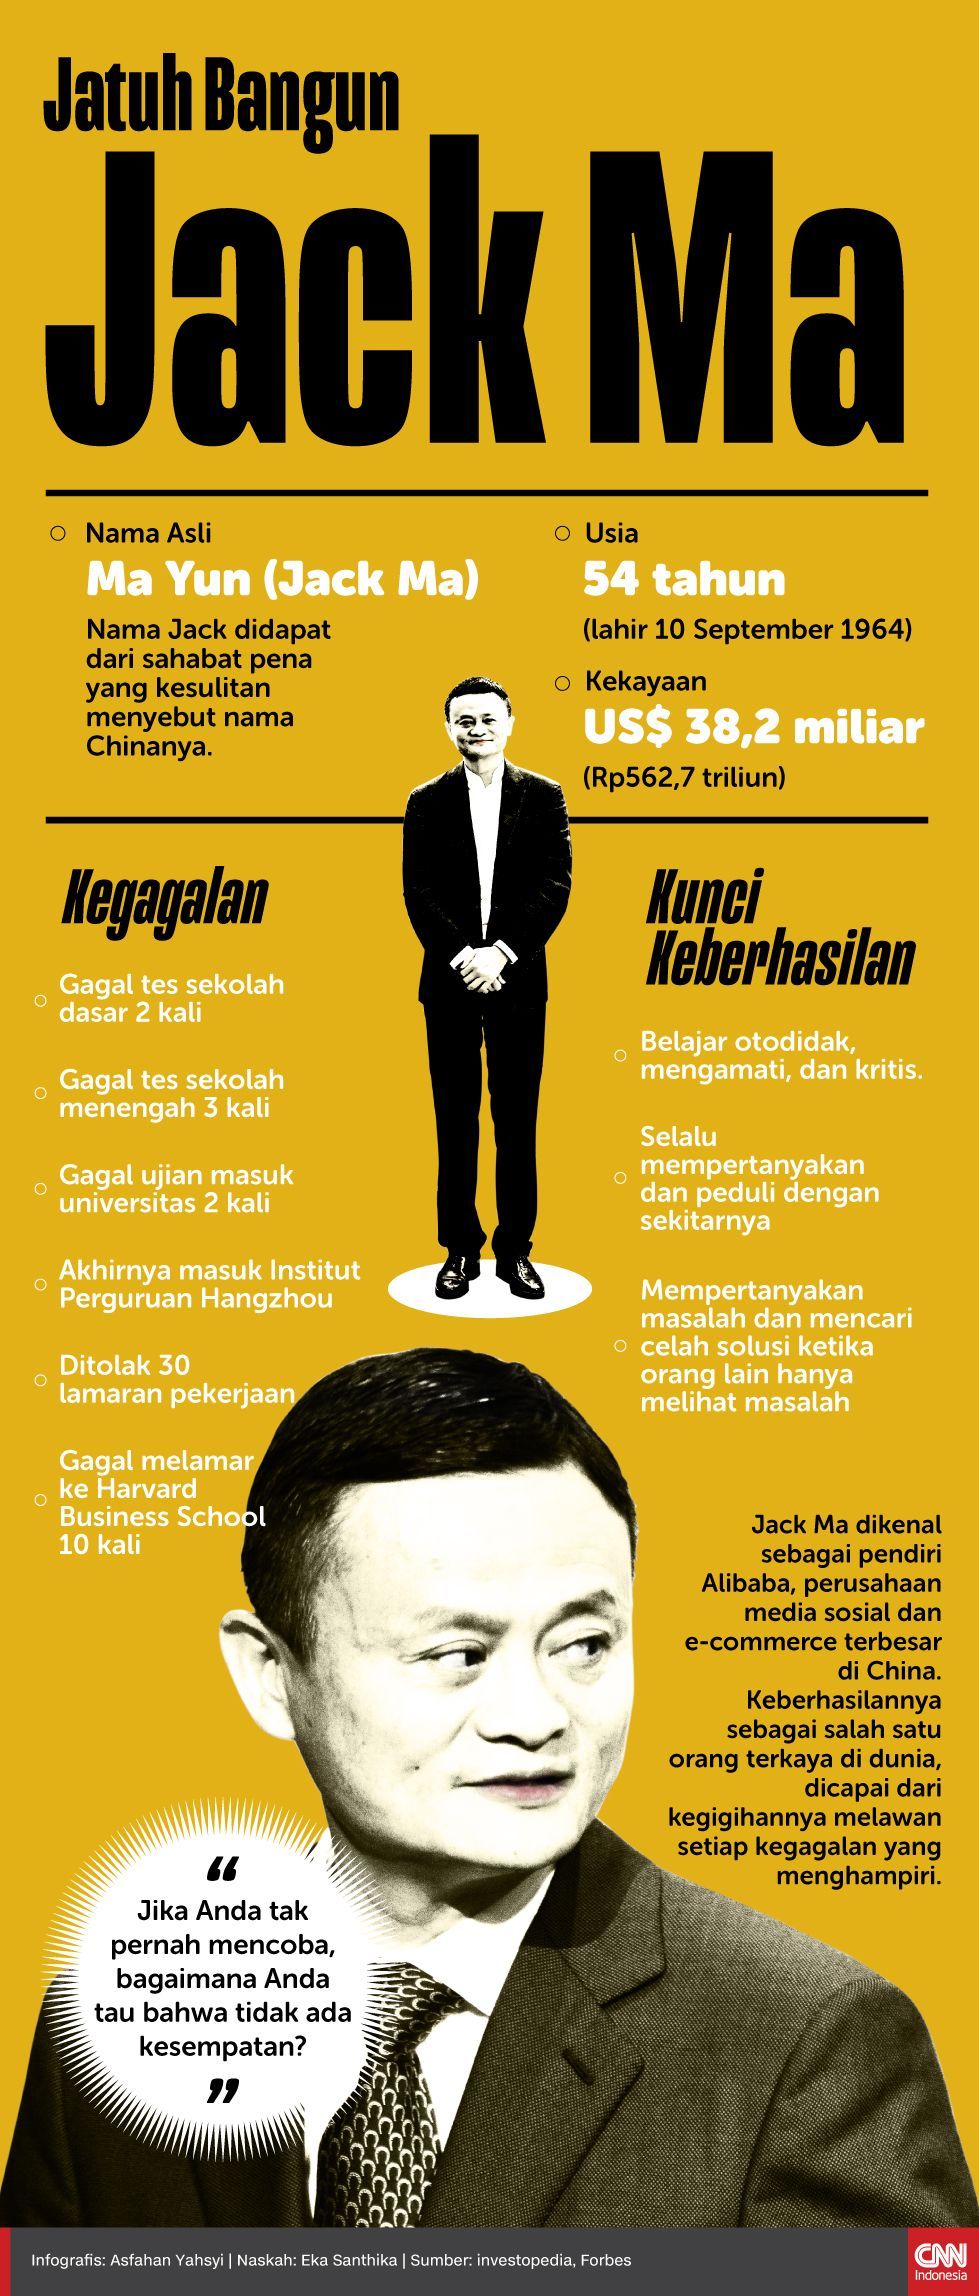 Jatuh Bangun
Jack Ma
Nama Asli
Ma Yun (Jack Ma)
Nama Jack didapat
dari sahabat pena
yang kesulitan
menyebut nama
Chinanya.
Usia
54 tahun
(lahir 10 September 1964)
Kekayaan
US$ 38,2 miliar
(Rp562,7 triliun)
Kegagalan
Gagal tes sekolah
dasar 2 kali
Gagal tes sekolah
menengah 3 kali
Gagal ujian masuk
universitas 2 kali
Akhirnya masuk Institut
Perguruan Hangzhou
Ditolak 30
lamaran pekerjaan
Gagal melamar
ke Harvard
Business School
10 kali
Kunci
Keberhasilan
Belajar otodidak,
mengamati, dan kritis.
Selalu
mempertanyakan
dan peduli dengan
sekitarnya
Mempertanyakan
masalah dan mencari
celah solusi ketika
orang lain hanya
melihat masalah
Jack Ma dikenal
sebagai pendiri
Alibaba, perusahaan
media sosial dan
e-commerce terbesar
di China.
Keberhasilannya
sebagai salah satu
orang terkaya di dunia,
dicapai dari
kegigihannya melawan
setiap kegagalan yang
menghampiri.
“
Jika Anda tak
pernah mencoba,
bagaimana Anda
tau bahwa tidak ada
kesempatan?
”
Infografis: Asfahan Yahsyi | Naskah: Eka Santhika | Sumber: investopedia, Forbes
CNN
Indonesia